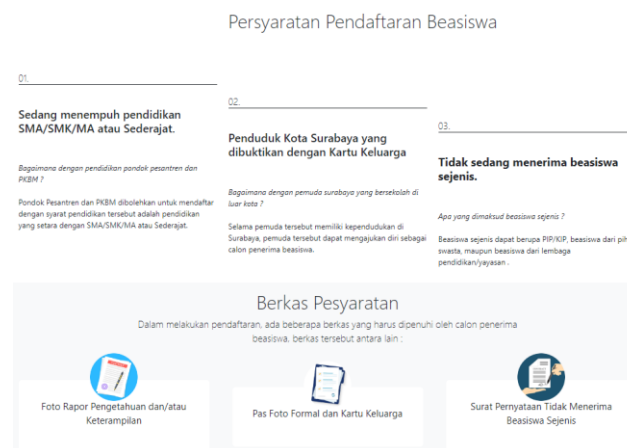 Persyaratan Pendaftaran Beasiswa
01.
Sedang menempuh pendidikan
SMA/SMK/MA atau Sederajat.
Bagaimana dengan pendidikan pondok pesantren dan
PKBM ?
Pondok Pesantren dan PKBM dibolehkan untuk mendaftar
dengan syarat pendidikan tersebut adalah pendidikan
yang setara dengan SMA/SMK/MA atau Sederajat.
02.
Penduduk Kota Surabaya yang
dibuktikan dengan Kartu Keluarga
Bagaimana dengan pemuda surabaya yang bersekolah di
luar kota ?
Selama pemuda tersebut memiliki kependudukan di
Surabaya, pemuda tersebut dapat mengajukan diri sebagai
calon penerima beasiswa.
03.
Tidak sedang menerima beasiswa
sejenis.
Apa yang dimaksud beasiswa sejenis ?
Beasiswa sejenis dapat berupa PIP/KIP, beasiswa dari pih
swasta, maupun beasiswa dari lembaga
pendidikan/yayasan .
Berkas Pesyaratan
Dalam melakukan pendaftaran, ada beberapa berkas yang harus dipenuhi oleh calon penerima
beasiswa, berkas tersebut antara lain :
Foto Rapor Pengetahuan dan/atau
Keterampilan
Pas Foto Formal dan Kartu Keluarga
Surat Pernyataan Tidak Menerima
Beasiswa Sejenis